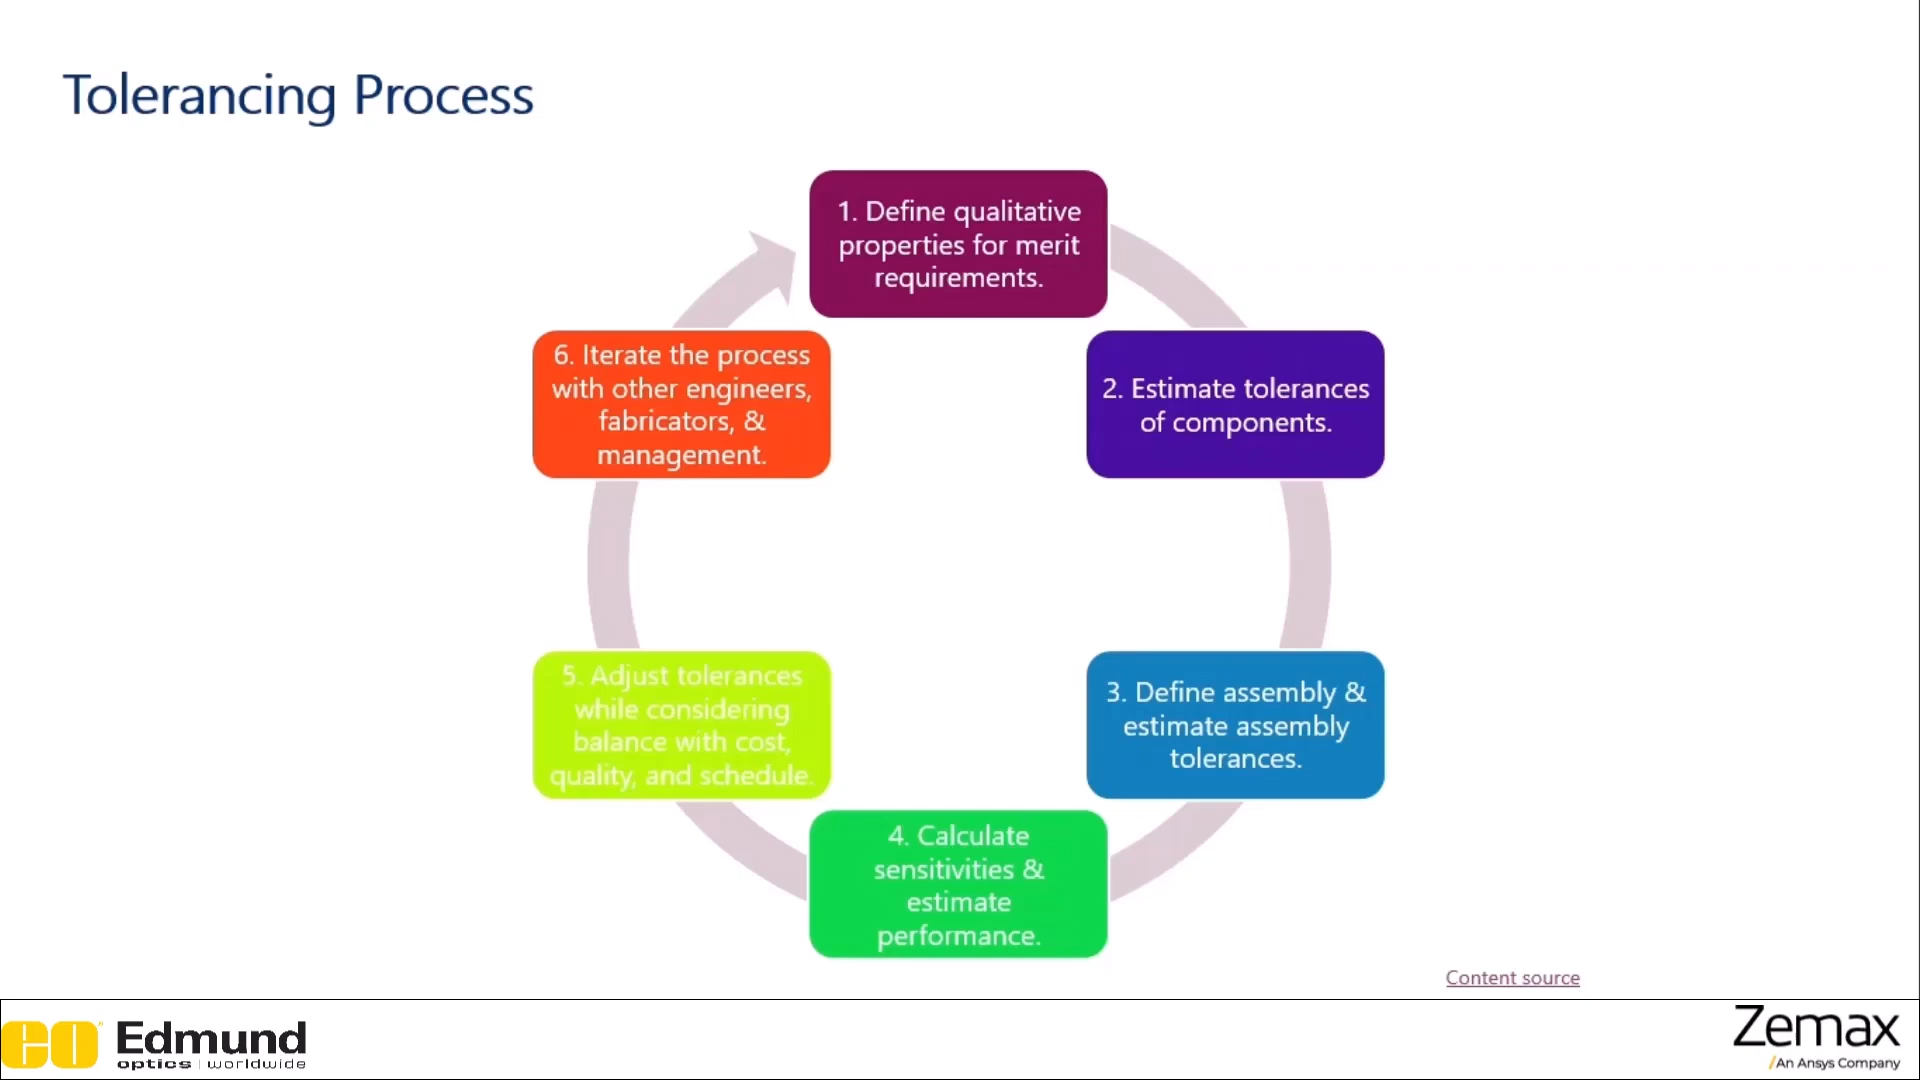 Tolerancing Process
1. Define qualitative
properties for merit
requirements.
2. Estimate tolerances
of components.
3. Define assembly &
estimate assembly
tolerances.
4. Calculate
sensitivities &
estimate
performance.
5. Adjust tolerances
while considering
balance with cost,
quality, and schedule.
6. Iterate the process
with other engineers,
fabricators, &
management.
Content source
EO Edmund
optics | worldwide
Zemax
/An Ansys Company